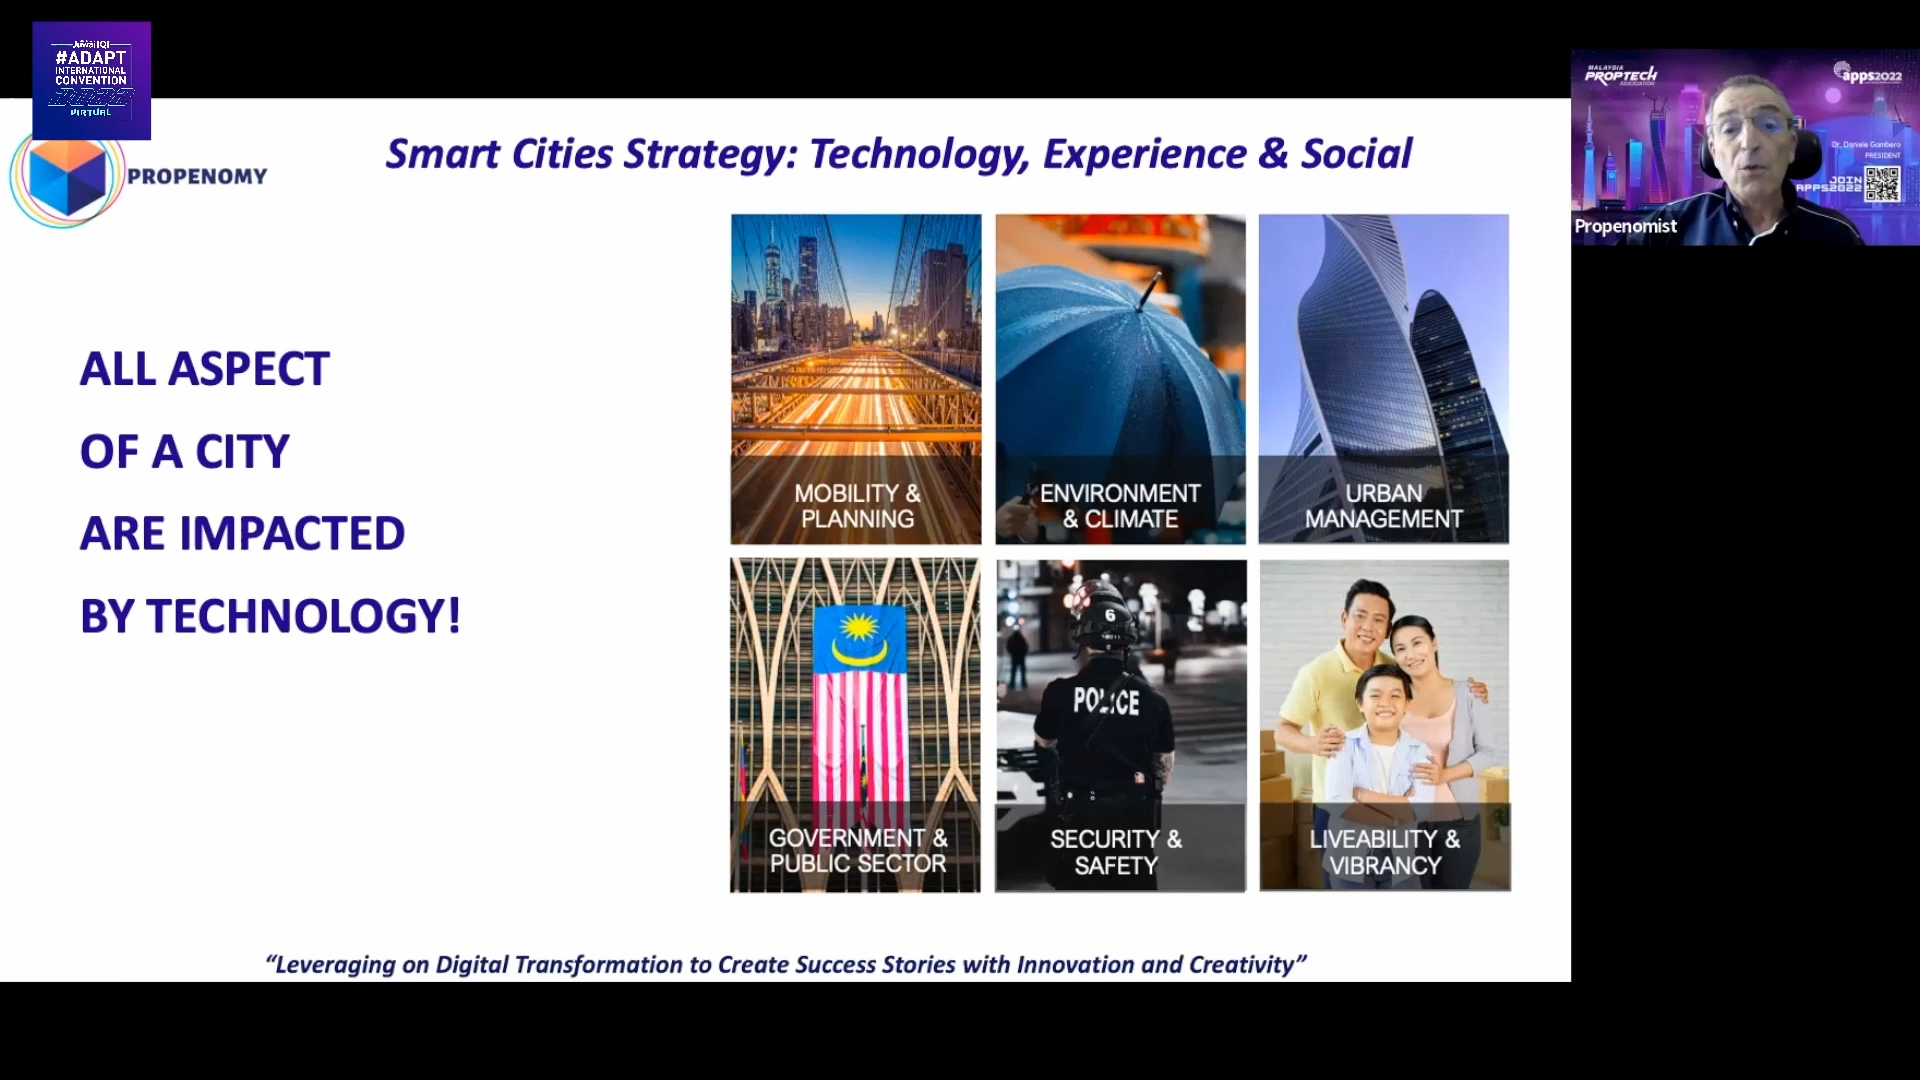 #ADAPT
INTERNATIONAL
CONVENTION
2022
VIRTUAL
PROPENOMY
Smart Cities Strategy: Technology, Experience & Social
ALL ASPECT
OF A CITY
ARE IMPACTED
BY TECHNOLOGY!
MOBILITY &
PLANNING
ENVIRONMENT
& CLIMATE
URBAN
MANAGEMENT
GOVERNMENT &
PUBLIC SECTOR
6
POLICE
SECURITY &
SAFETY
LIVEABILITY &
VIBRANCY
“Leveraging on Digital Transformation to Create Success Stories with Innovation and Creativity”
MALAYSIA
PROPTECH
ASSOCIATION
apps2022
Dr. Daniele Gambero
PRESIDENT
JOIN
APPS2022
Propenomist